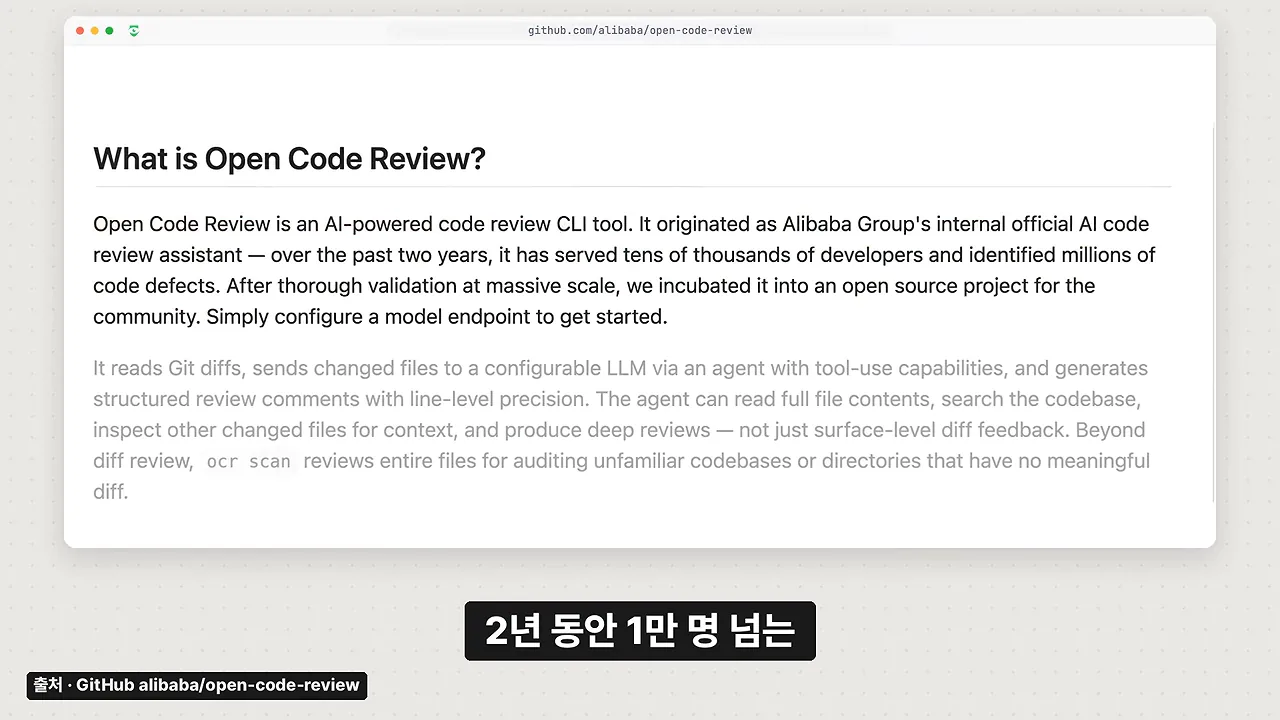 github.com/alibaba/open-code-review
What is Open Code Review?
Open Code Review is an AI-powered code review CLI tool. It originated as Alibaba Group's internal official AI code
review assistant — over the past two years, it has served tens of thousands of developers and identified millions of
code defects. After thorough validation at massive scale, we incubated it into an open source project for the
community. Simply configure a model endpoint to get started.
It reads Git diffs, sends changed files to a configurable LLM via an agent with tool-use capabilities, and generates
structured review comments with line-level precision. The agent can read full file contents, search the codebase,
inspect other changed files for context, and produce deep reviews — not just surface-level diff feedback. Beyond
diff review, ocr scan reviews entire files for auditing unfamiliar codebases or directories that have no meaningful
diff.
2년 동안 1만 명 넘는
출처 · GitHub alibaba/open-code-review